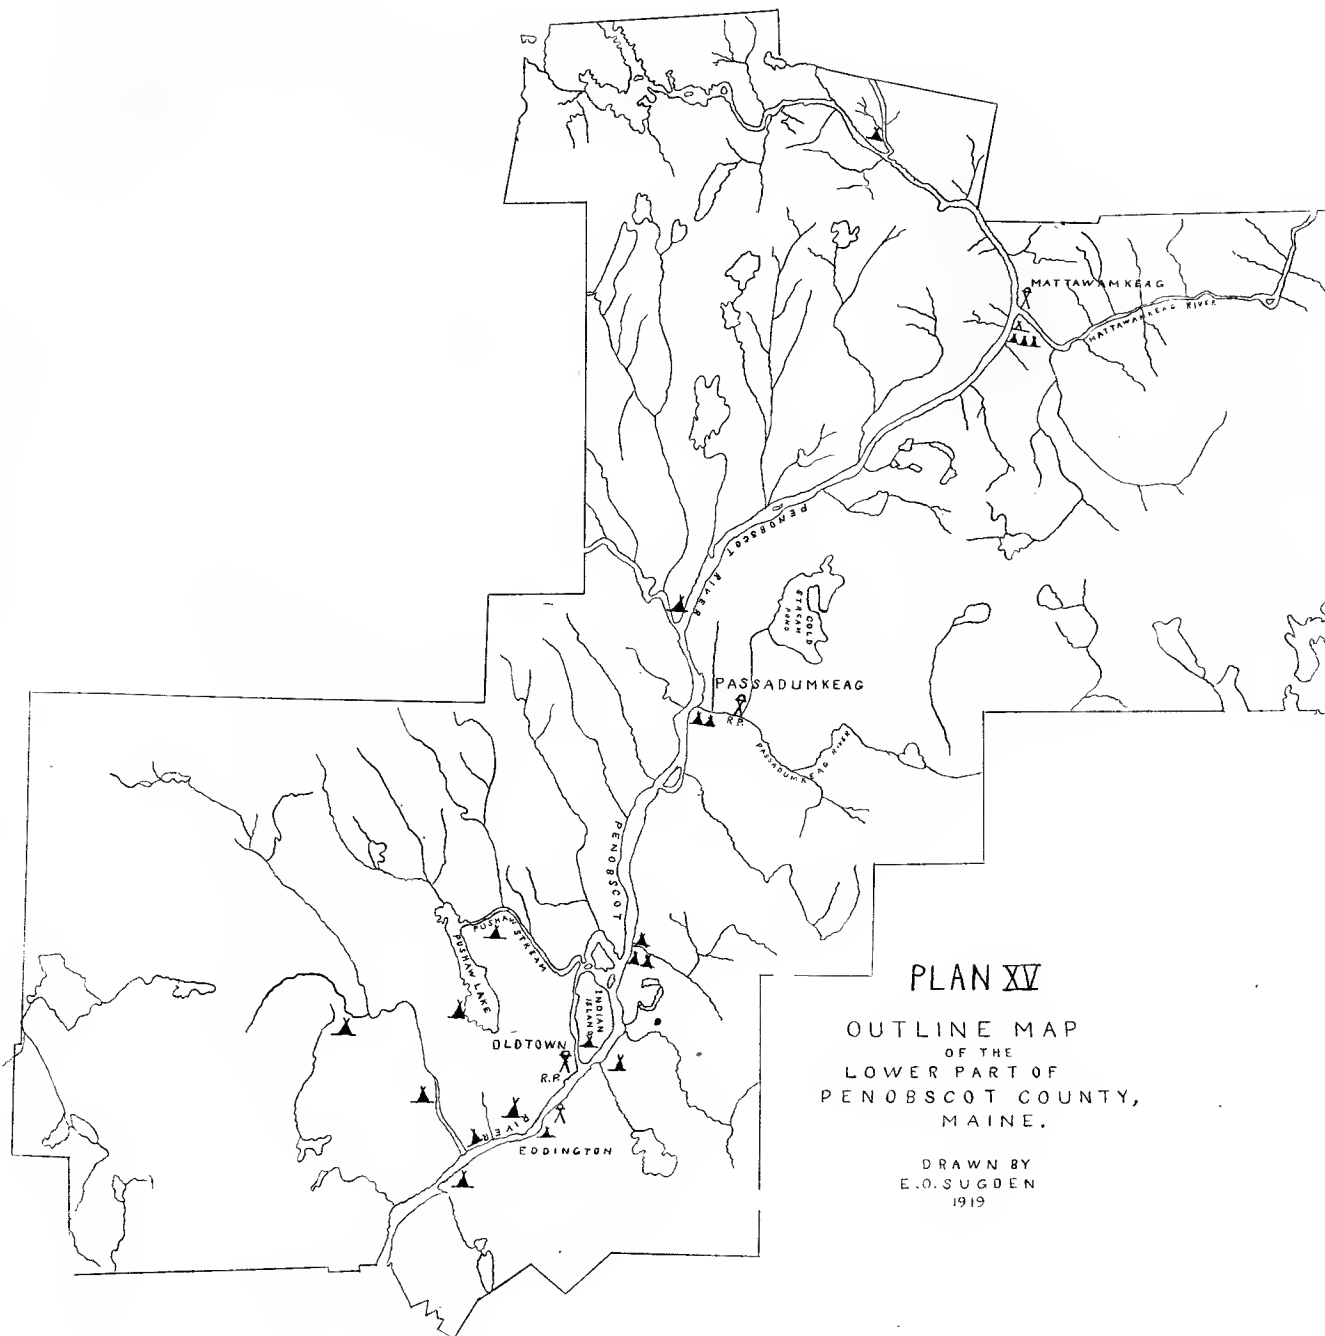 MATTAWAMKEAG
MATTAWAMKEAG RIVER
PENOBSCOT
RIVER
COLD
STREAM
POND
PASSADUMKEAG
R.P.
PASSADUMKEAG RIVER
PENOBSCOT
PUSHAW STREAM
PUSHAW LAKE
INDIAN
ISLAND
OLDTOWN
R.P.
RIVER
EDDINGTON
PLAN XV
OUTLINE MAP
OF THE
LOWER PART OF
PENOBSCOT COUNTY,
MAINE.
DRAWN BY
E.O. SUGDEN
1919